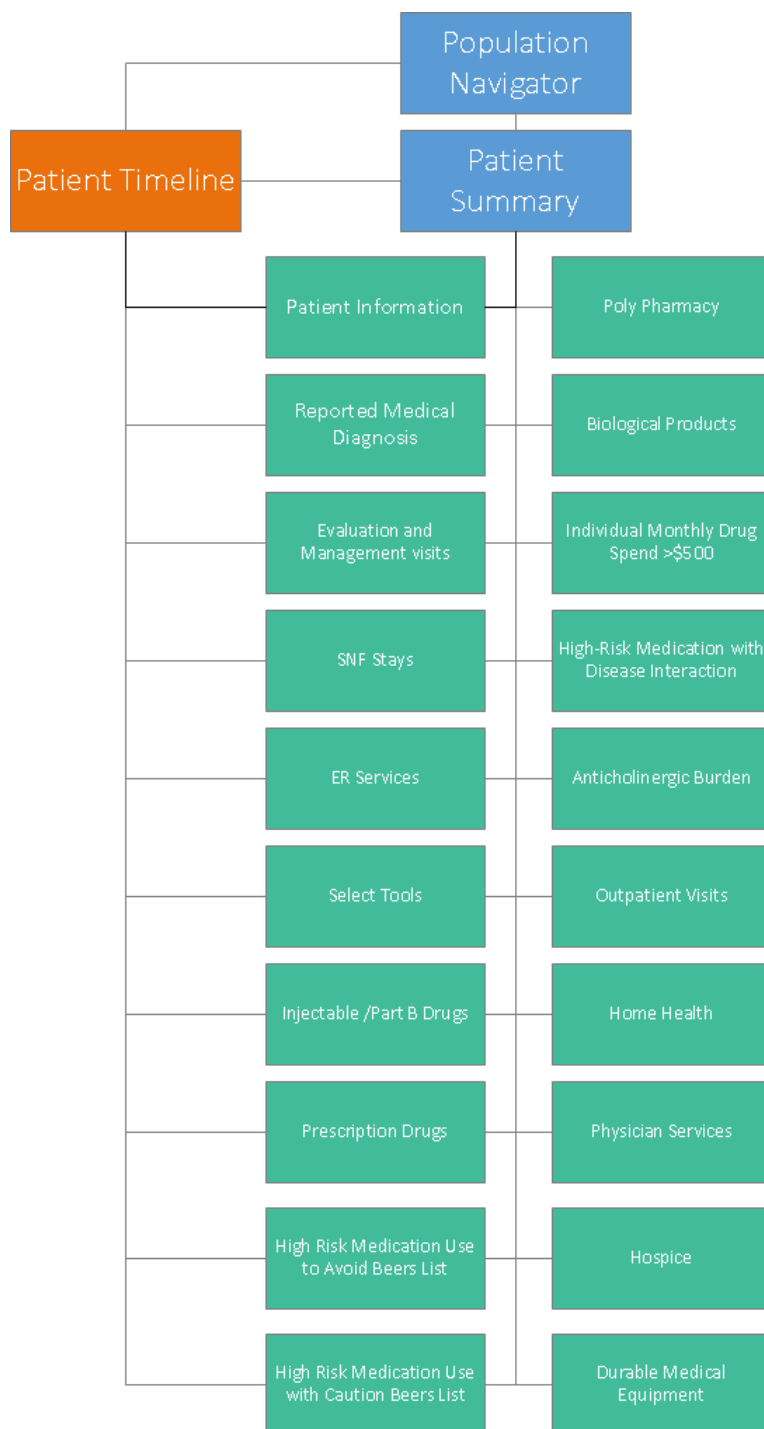 Population
Navigator
Patient Timeline
Patient
Summary
Patient Information
Poly Pharmacy
Reported Medical
Diagnosis
Biological Products
Evaluation and
Management visits
Individual Monthly Drug
Spend >$500
SNF Stays
High-Risk Medication with
Disease Interaction
ER Services
Anticholinergic Burden
Select Tools
Outpatient Visits
Injectable /Part B Drugs
Home Health
Prescription Drugs
Physician Services
High Risk Medication Use
to Avoid Beers List
Hospice
High Risk Medication Use
with Caution Beers List
Durable Medical
Equipment